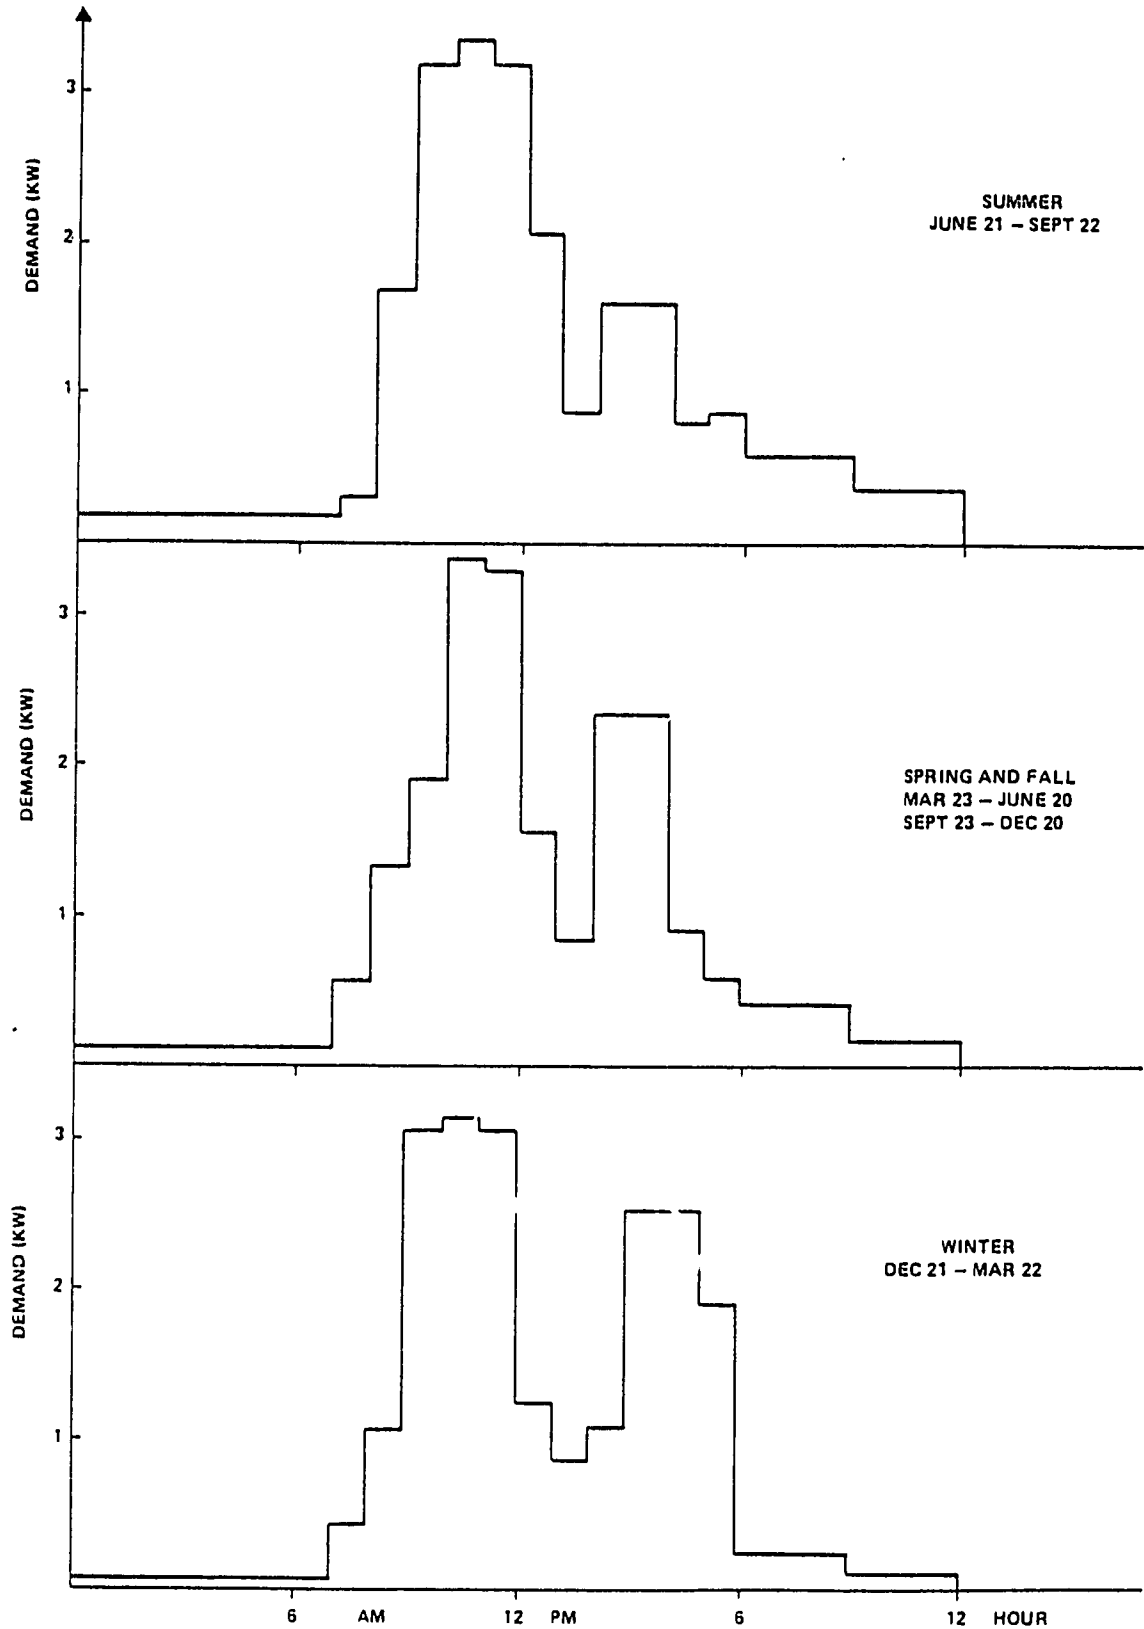 3
2
1
DEMAND (KW)
SUMMER
JUNE 21 – SEPT 22
3
2
1
DEMAND (KW)
SPRING AND FALL
MAR 23 – JUNE 20
SEPT 23 – DEC 20
3
2
1
DEMAND (KW)
WINTER
DEC 21 – MAR 22
6 AM 12 PM 6 12 HOUR